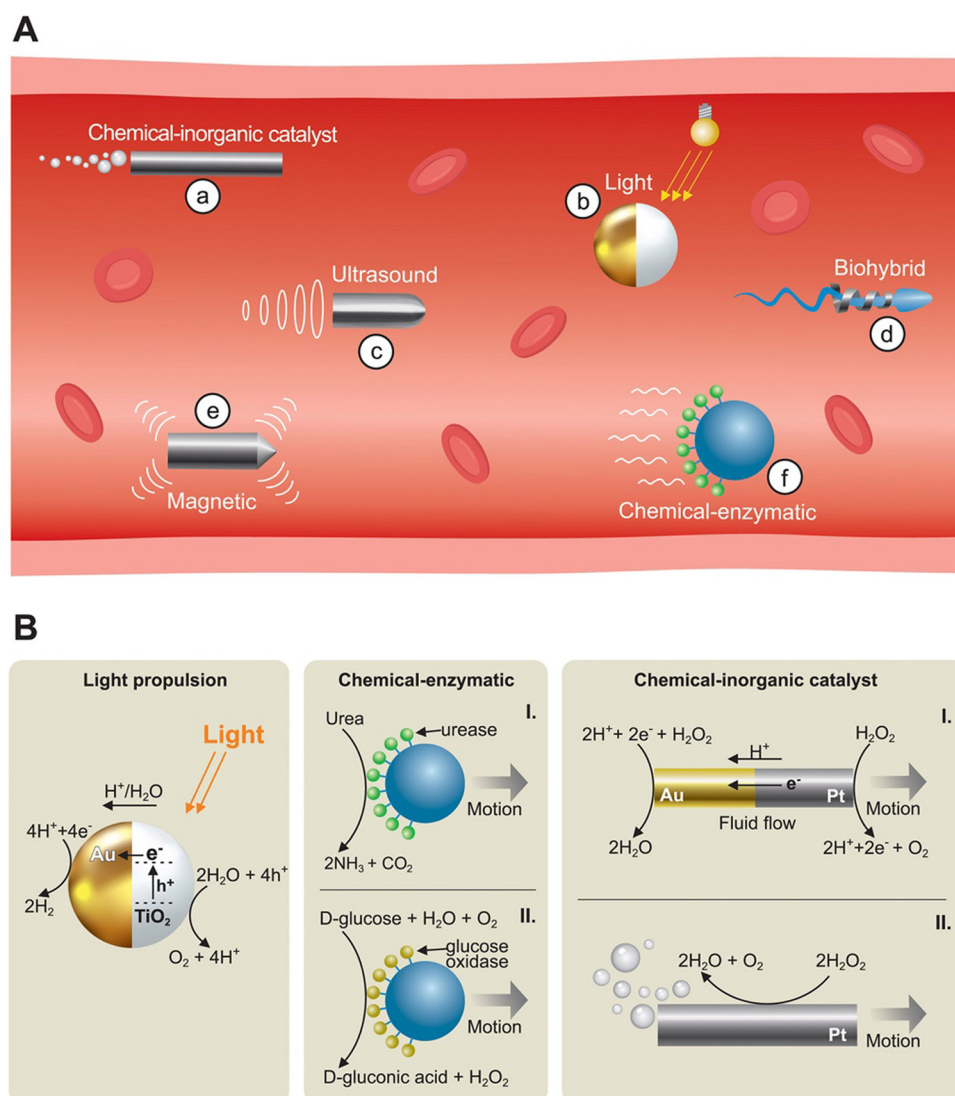 A
Chemical-inorganic catalyst
a
Light
b
Ultrasound
c
Biohybrid
d
e
Magnetic
f
Chemical-enzymatic
B
Light propulsion
Light
H⁺/H₂O
4H⁺+4e⁻
Au
e⁻
h⁺
TiO₂
2H₂O + 4h⁺
2H₂
O₂ + 4H⁺
Chemical-enzymatic
I.
Urea
urease
Motion
2NH₃ + CO₂
II.
D-glucose + H₂O + O₂
glucose
oxidase
Motion
D-gluconic acid + H₂O₂
Chemical-inorganic catalyst
I.
2H⁺+ 2e⁻ + H₂O₂
H⁺
H₂O₂
e⁻
Au
Pt
Motion
Fluid flow
2H₂O
2H⁺+2e⁻ + O₂
II.
2H₂O + O₂
2H₂O₂
Pt
Motion